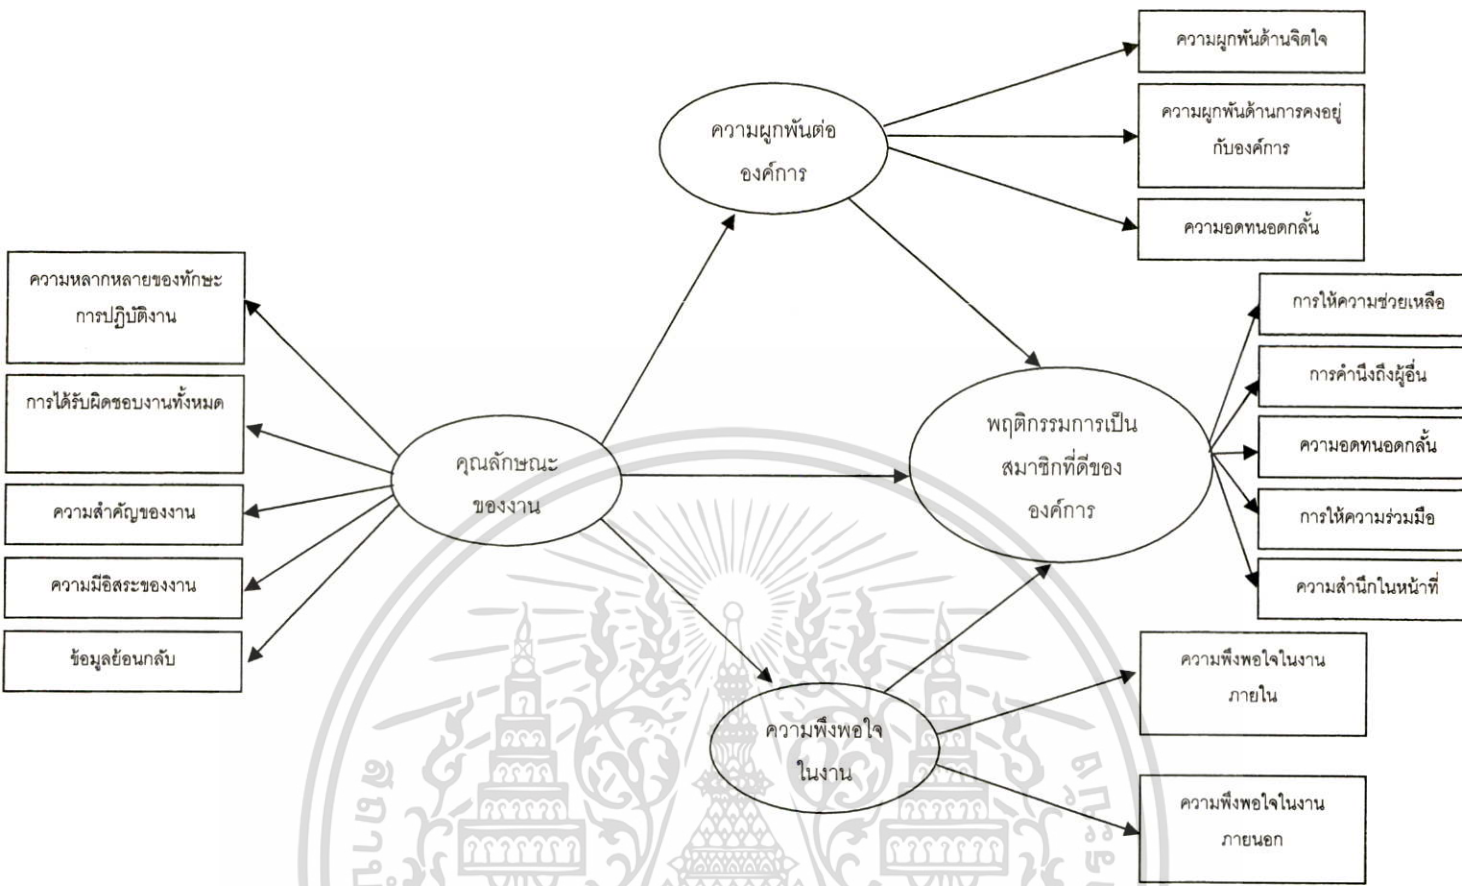 ความผูกพันด้านจิตใจ
ความผูกพันด้านการคงอยู่
กับองค์การ
ความอดทนอดกลั้น
ความผูกพันต่อ
องค์การ
ความหลากหลายของทักษะ
การปฏิบัติงาน
การได้รับผิดชอบงานทั้งหมด
ความสำคัญของงาน
ความมีอิสระของงาน
ข้อมูลย้อนกลับ
คุณลักษณะ
ของงาน
พฤติกรรมการเป็น
สมาชิกที่ดีของ
องค์การ
การให้ความช่วยเหลือ
การคำนึงถึงผู้อื่น
ความอดทนอดกลั้น
การให้ความร่วมมือ
ความสำนึกในหน้าที่
ความพึงพอใจ
ในงาน
ความพึงพอใจในงาน
ภายใน
ความพึงพอใจในงาน
ภายนอก